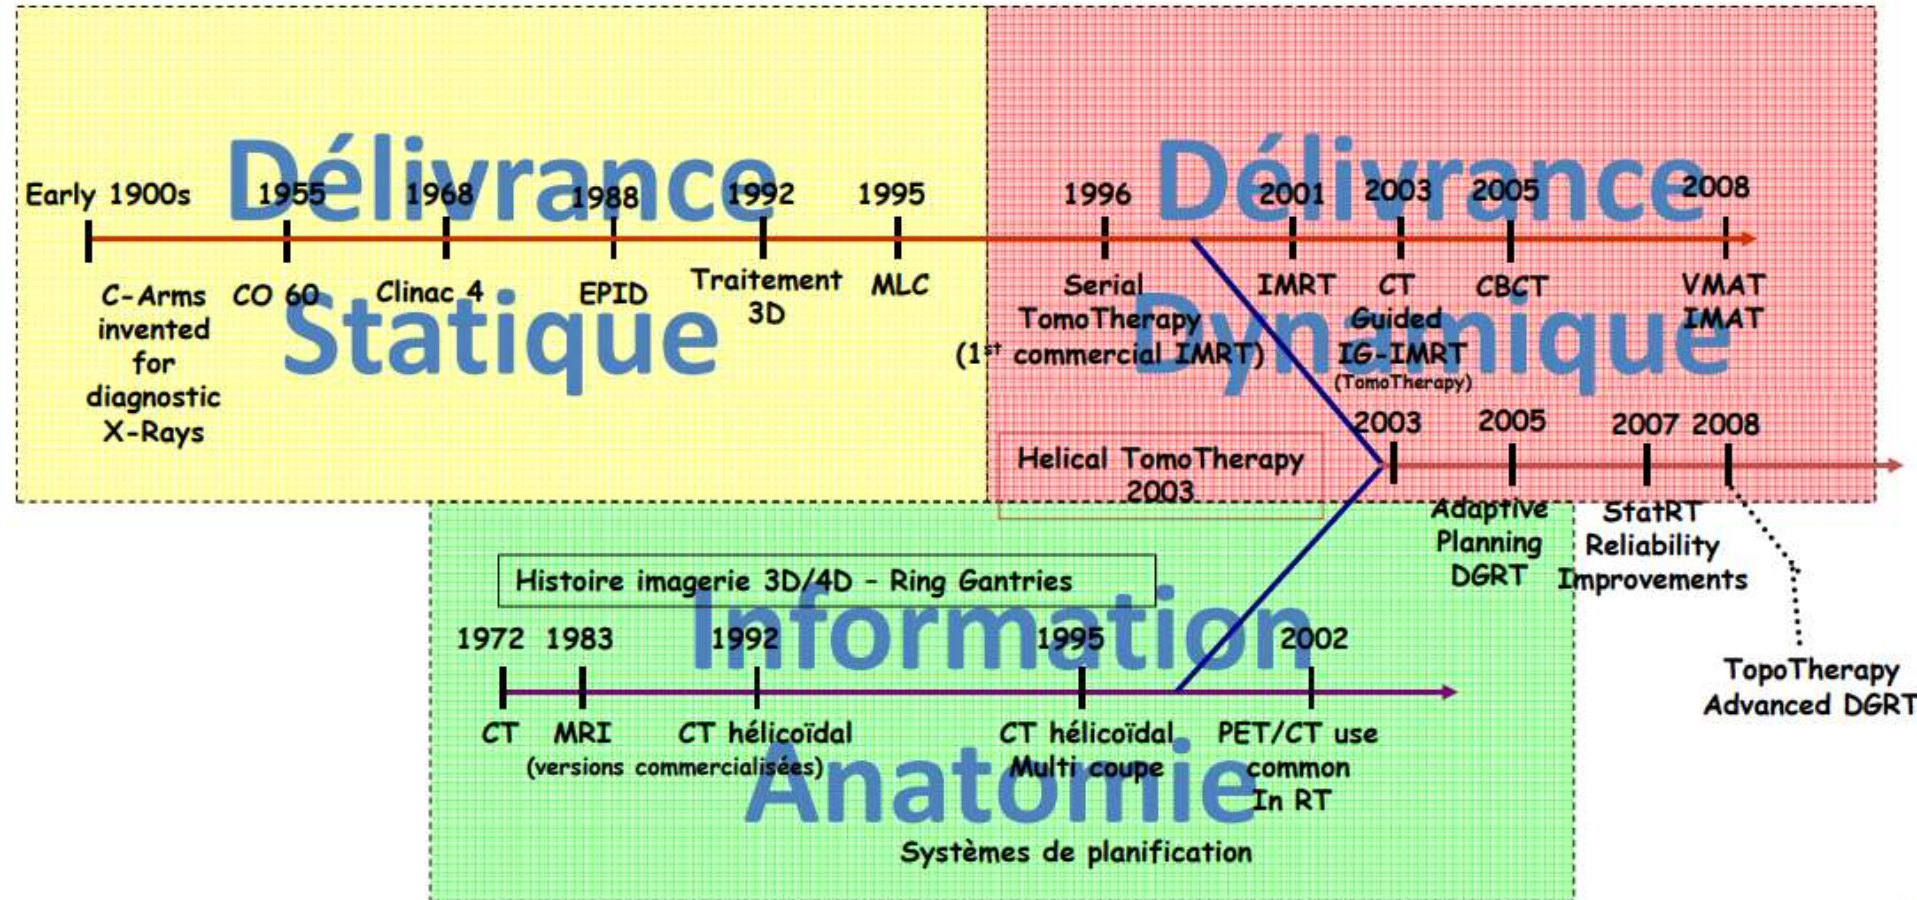 Délivrance
Statique
Délivrance
Dynamique
Early 1900s
1955
1968
1988
1992
1995
1996
2001
2003
2005
2008
C-Arms
invented
for
diagnostic
X-Rays
CO 60
Clinac 4
EPID
Traitement
3D
MLC
Serial
TomoTherapy
(1st commercial IMRT)
IMRT
CT
Guided
IG-IMRT
(TomoTherapy)
CBCT
VMAT
IMAT
Helical TomoTherapy
2003
2003
2005
2007
2008
Adaptive
Planning
DGRT
StatRT
Reliability
Improvements
TopoTherapy
Advanced DGRT
Histoire imagerie 3D/4D - Ring Gantries
Information
Anatomie
1972
1983
1992
1995
2002
CT
MRI
CT hélicoïdal
(versions commercialisées)
CT hélicoïdal
Multi coupe
PET/CT use
common
In RT
Systèmes de planification